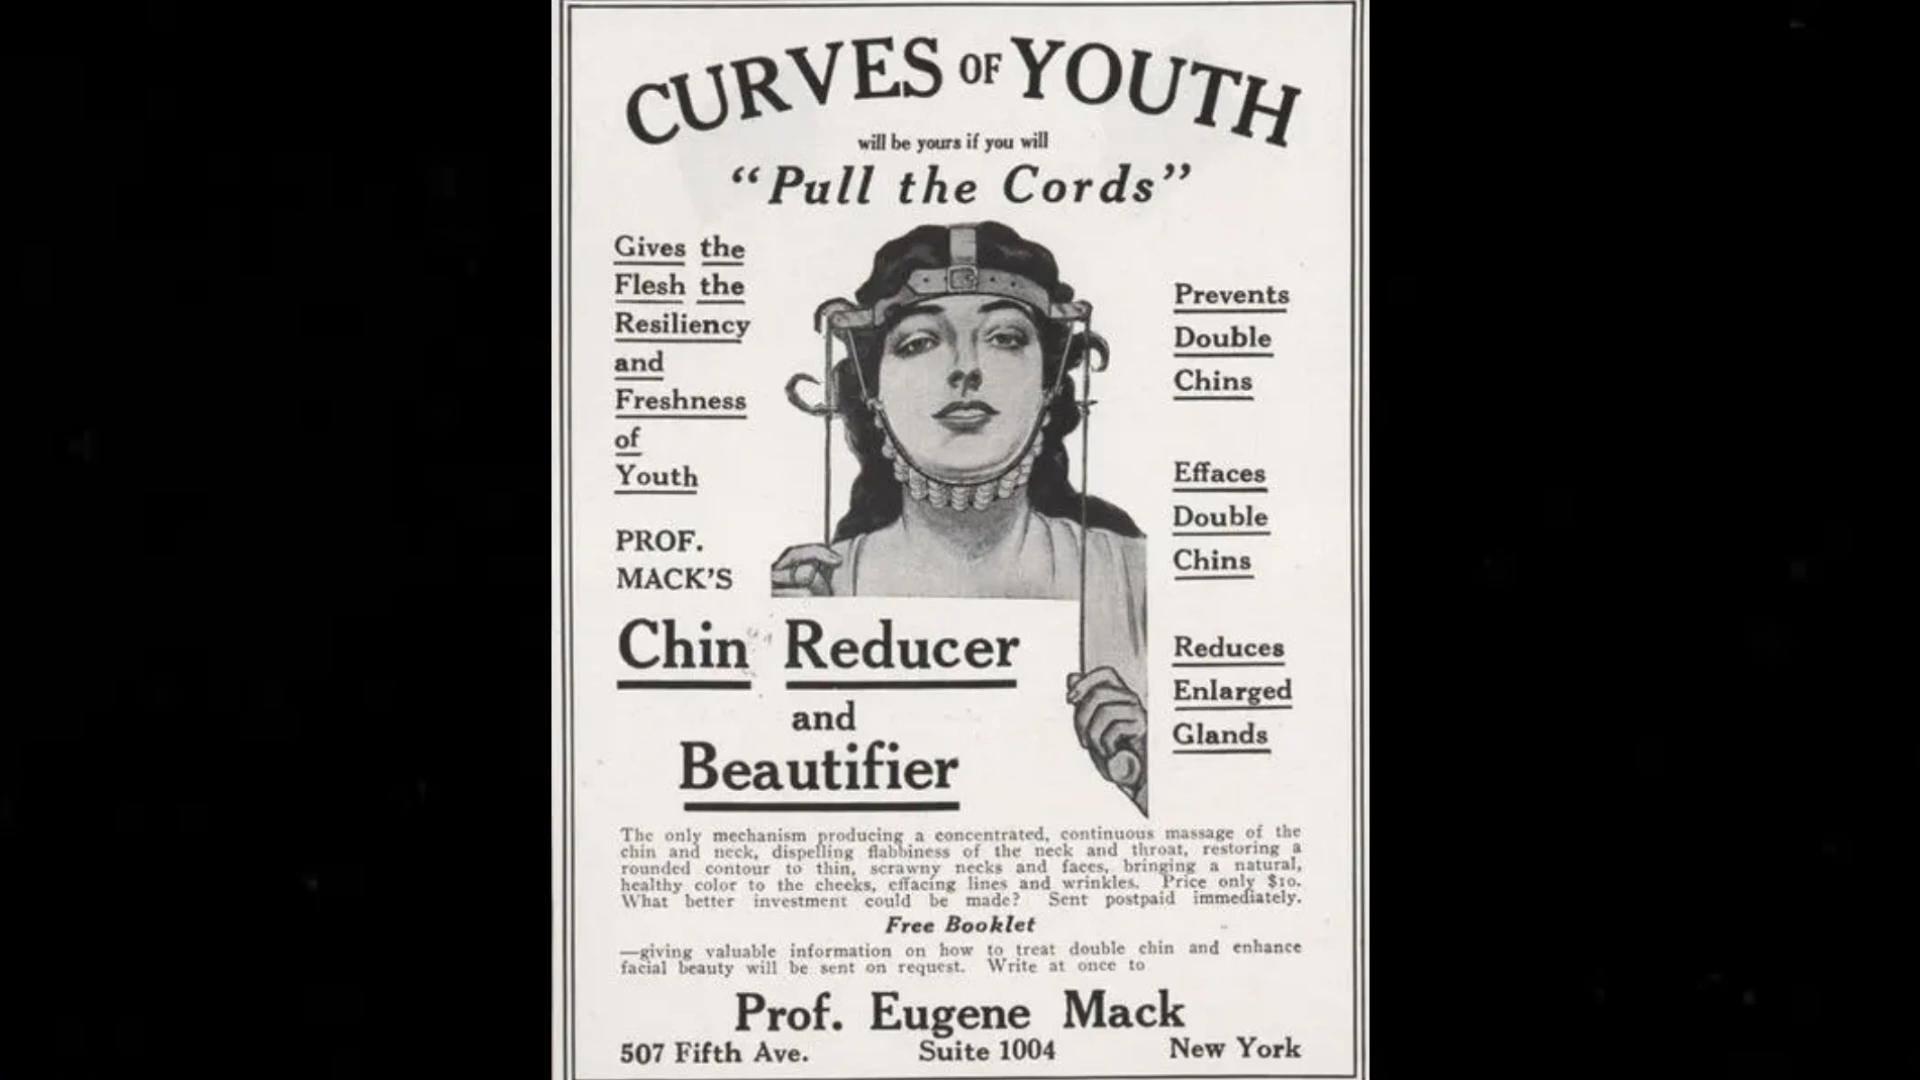 CURVES OF YOUTH
will be yours if you will
"Pull the Cords"
Gives the
Flesh the
Resiliency
and
Freshness
of
Youth
PROF.
MACK'S
Prevents
Double
Chins
Effaces
Double
Chins
Reduces
Enlarged
Glands
Chin Reducer
and
Beautifier
The only mechanism producing a concentrated, continuous massage of the
chin and neck, dispelling flabbiness of the neck and throat, restoring a
rounded contour to thin, scrawny necks and faces, bringing a natural,
healthy color to the cheeks, effacing lines and wrinkles. Price only $10.
What better investment could be made? Sent postpaid immediately.
Free Booklet
—giving valuable information on how to treat double chin and enhance
facial beauty will be sent on request. Write at once to
Prof. Eugene Mack
507 Fifth Ave. Suite 1004 New York